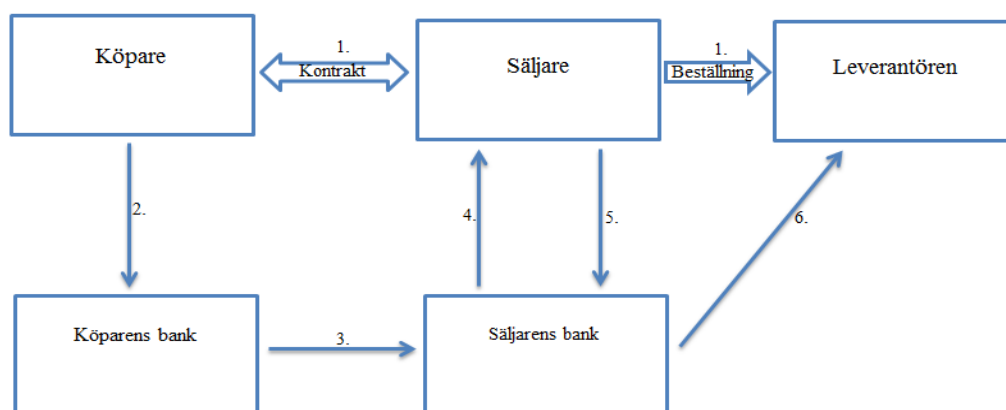 Köpare
1.
Kontrakt
Säljare
1.
Beställning
Leverantören
2.
4.
5.
6.
Köparens bank
3.
Säljarens bank